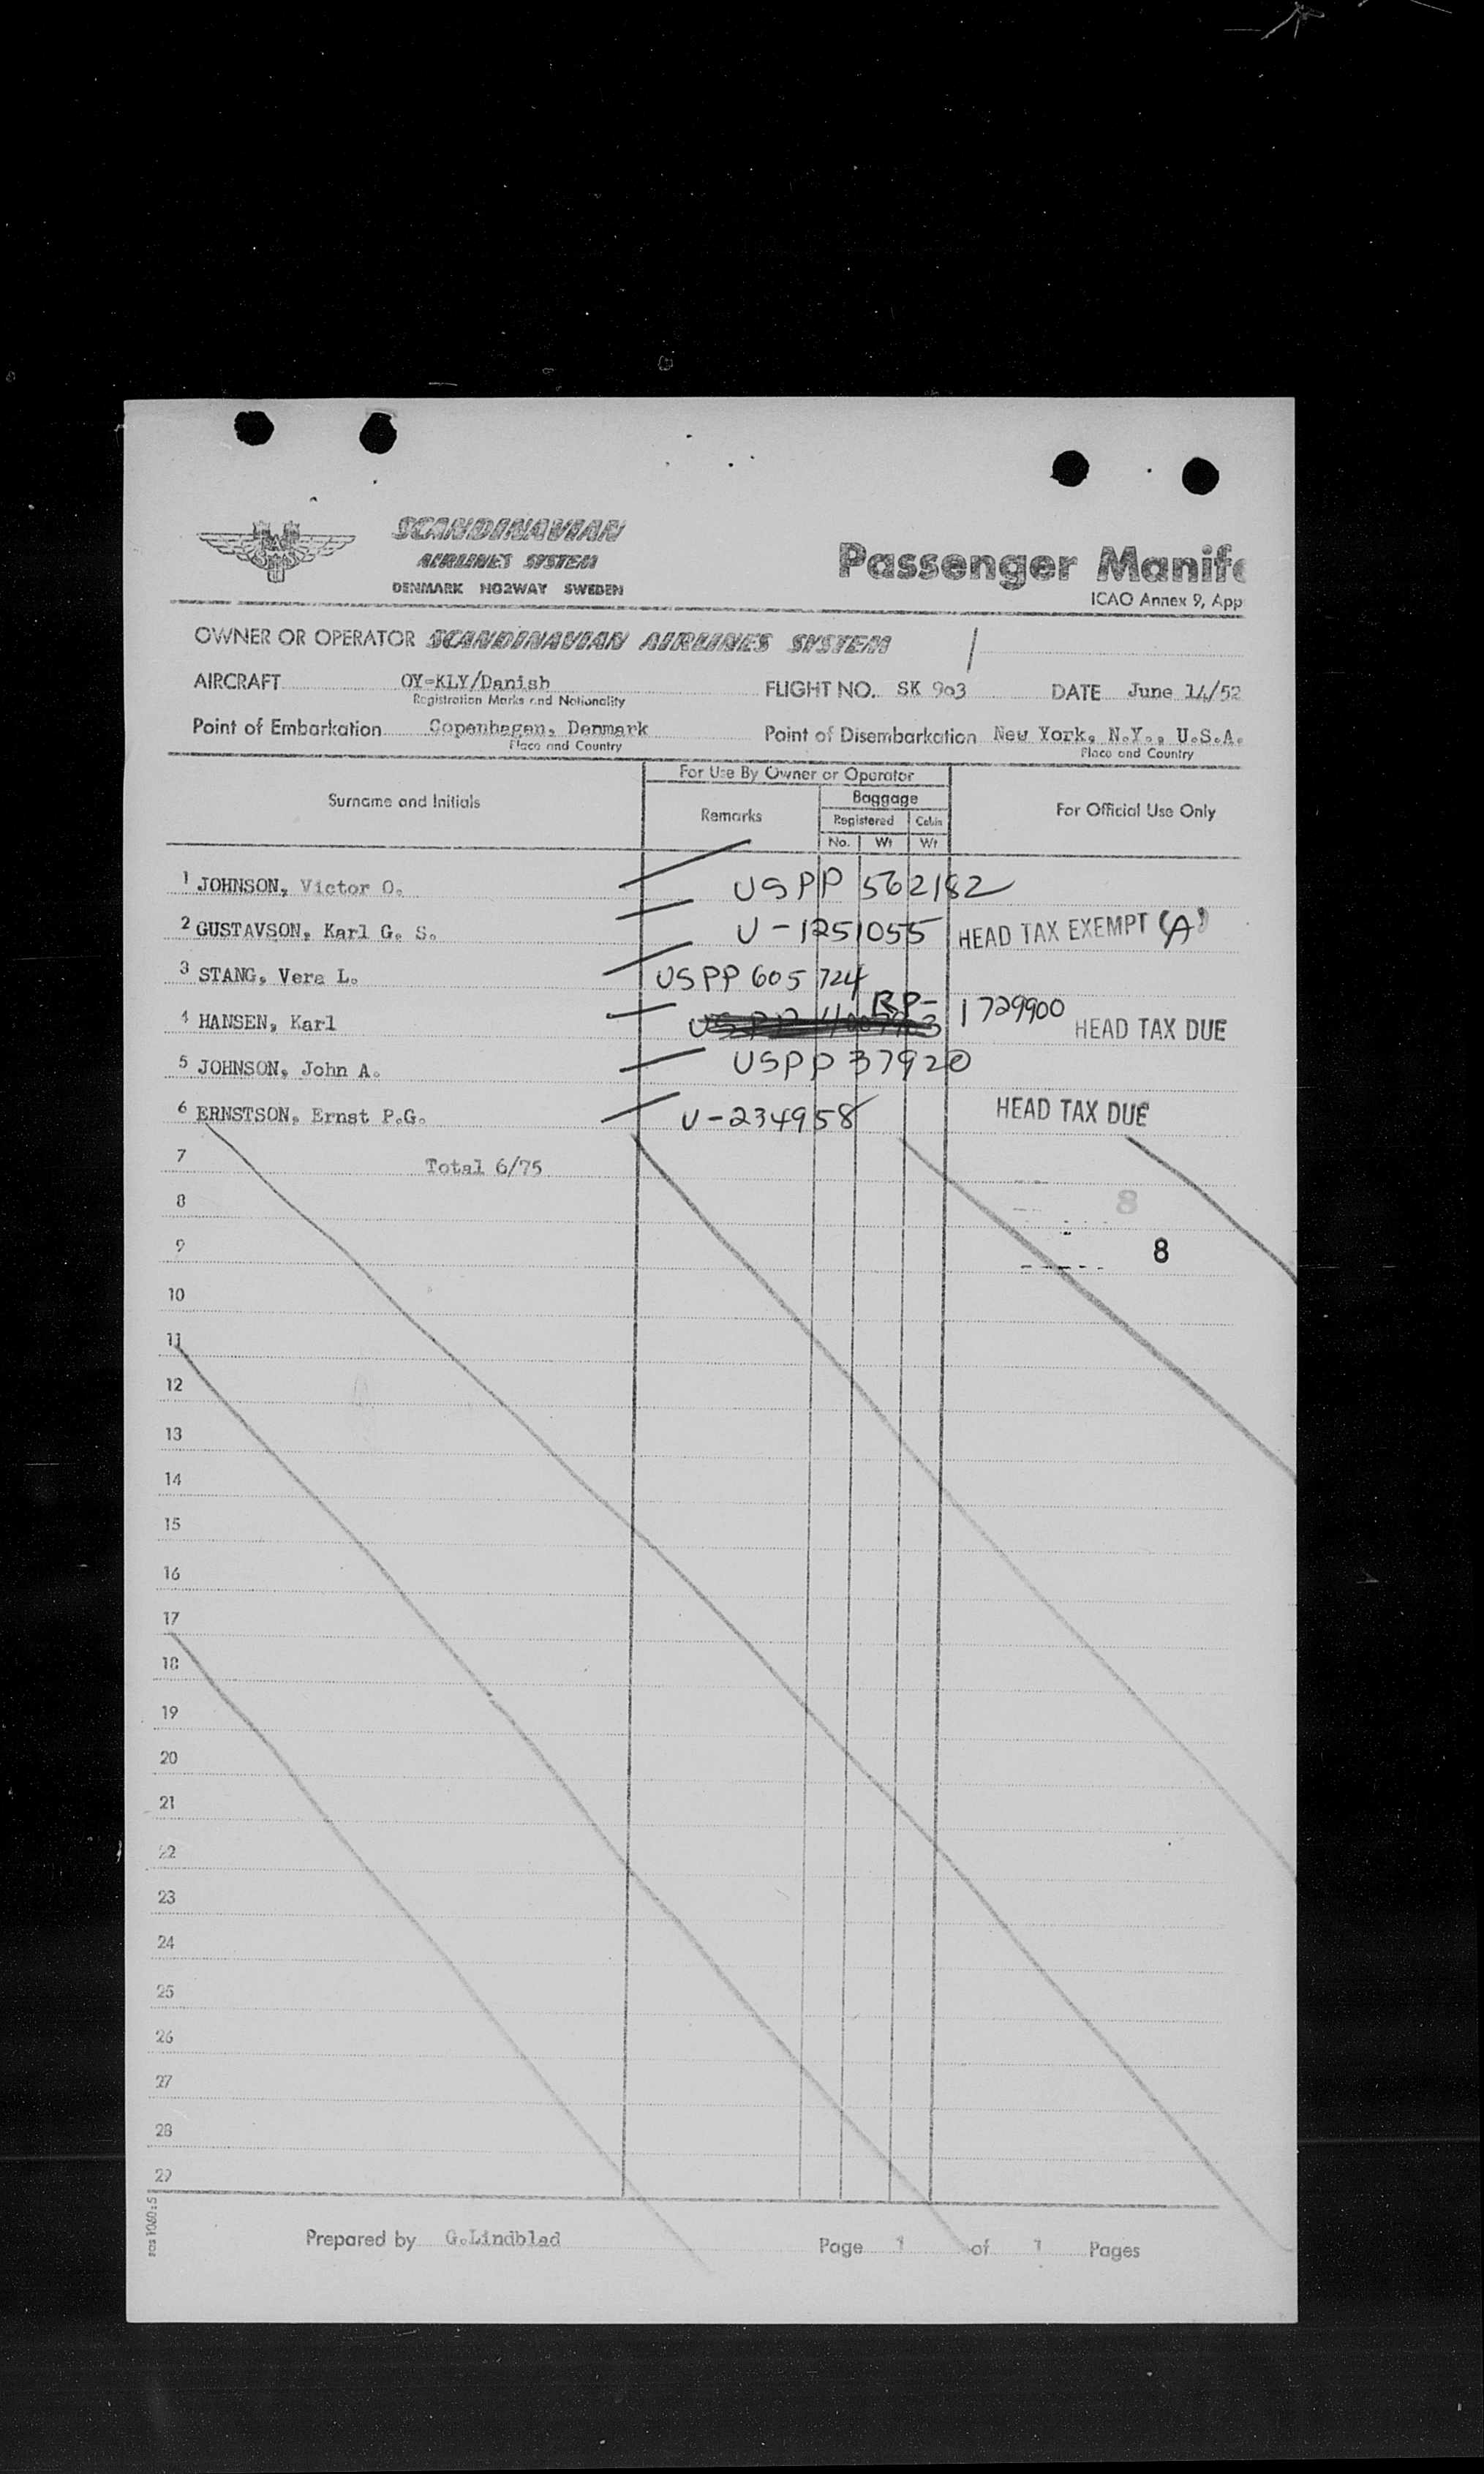 SCANDINAVIAN
AIRLINES SYSTEM
DENMARK NORWAY SWEDEN
Passenger Manife
ICAO Annex 9, App
OWNER OR OPERATOR SCANDINAVIAN AIRLINES SYSTEM
AIRCRAFT OY-KLY/Danish FLIGHT NO. SK 903 DATE June 14/52
Registration Marks and Nationality
Point of Embarkation Copenhagen, Denmark Point of Disembarkation New York, N.Y., U.S.A.
Place and Country Place and Country
For Use By Owner or Operator
Surname and Initials Remarks Baggage For Official Use Only
Registered Cabin
No. Wt Wt
1 JOHNSON, Victor O. USPP 562182
2 GUSTAVSON, Karl G. S. U-1251055 HEAD TAX EXEMPT (A)
3 STANG, Vera L. USPP 605724
4 HANSEN, Karl RP- 1729900 HEAD TAX DUE
5 JOHNSON, John A. USPP 37920
6 ERNSTSON, Ernst P.G. U-234958 HEAD TAX DUE
7 Total 6/75
8 8
9 8
10
11
12
13
14
15
16
17
18
19
20
21
22
23
24
25
26
27
28
29
sas 1060:5
Prepared by G.Lindblad Page 1 of 1 Pages